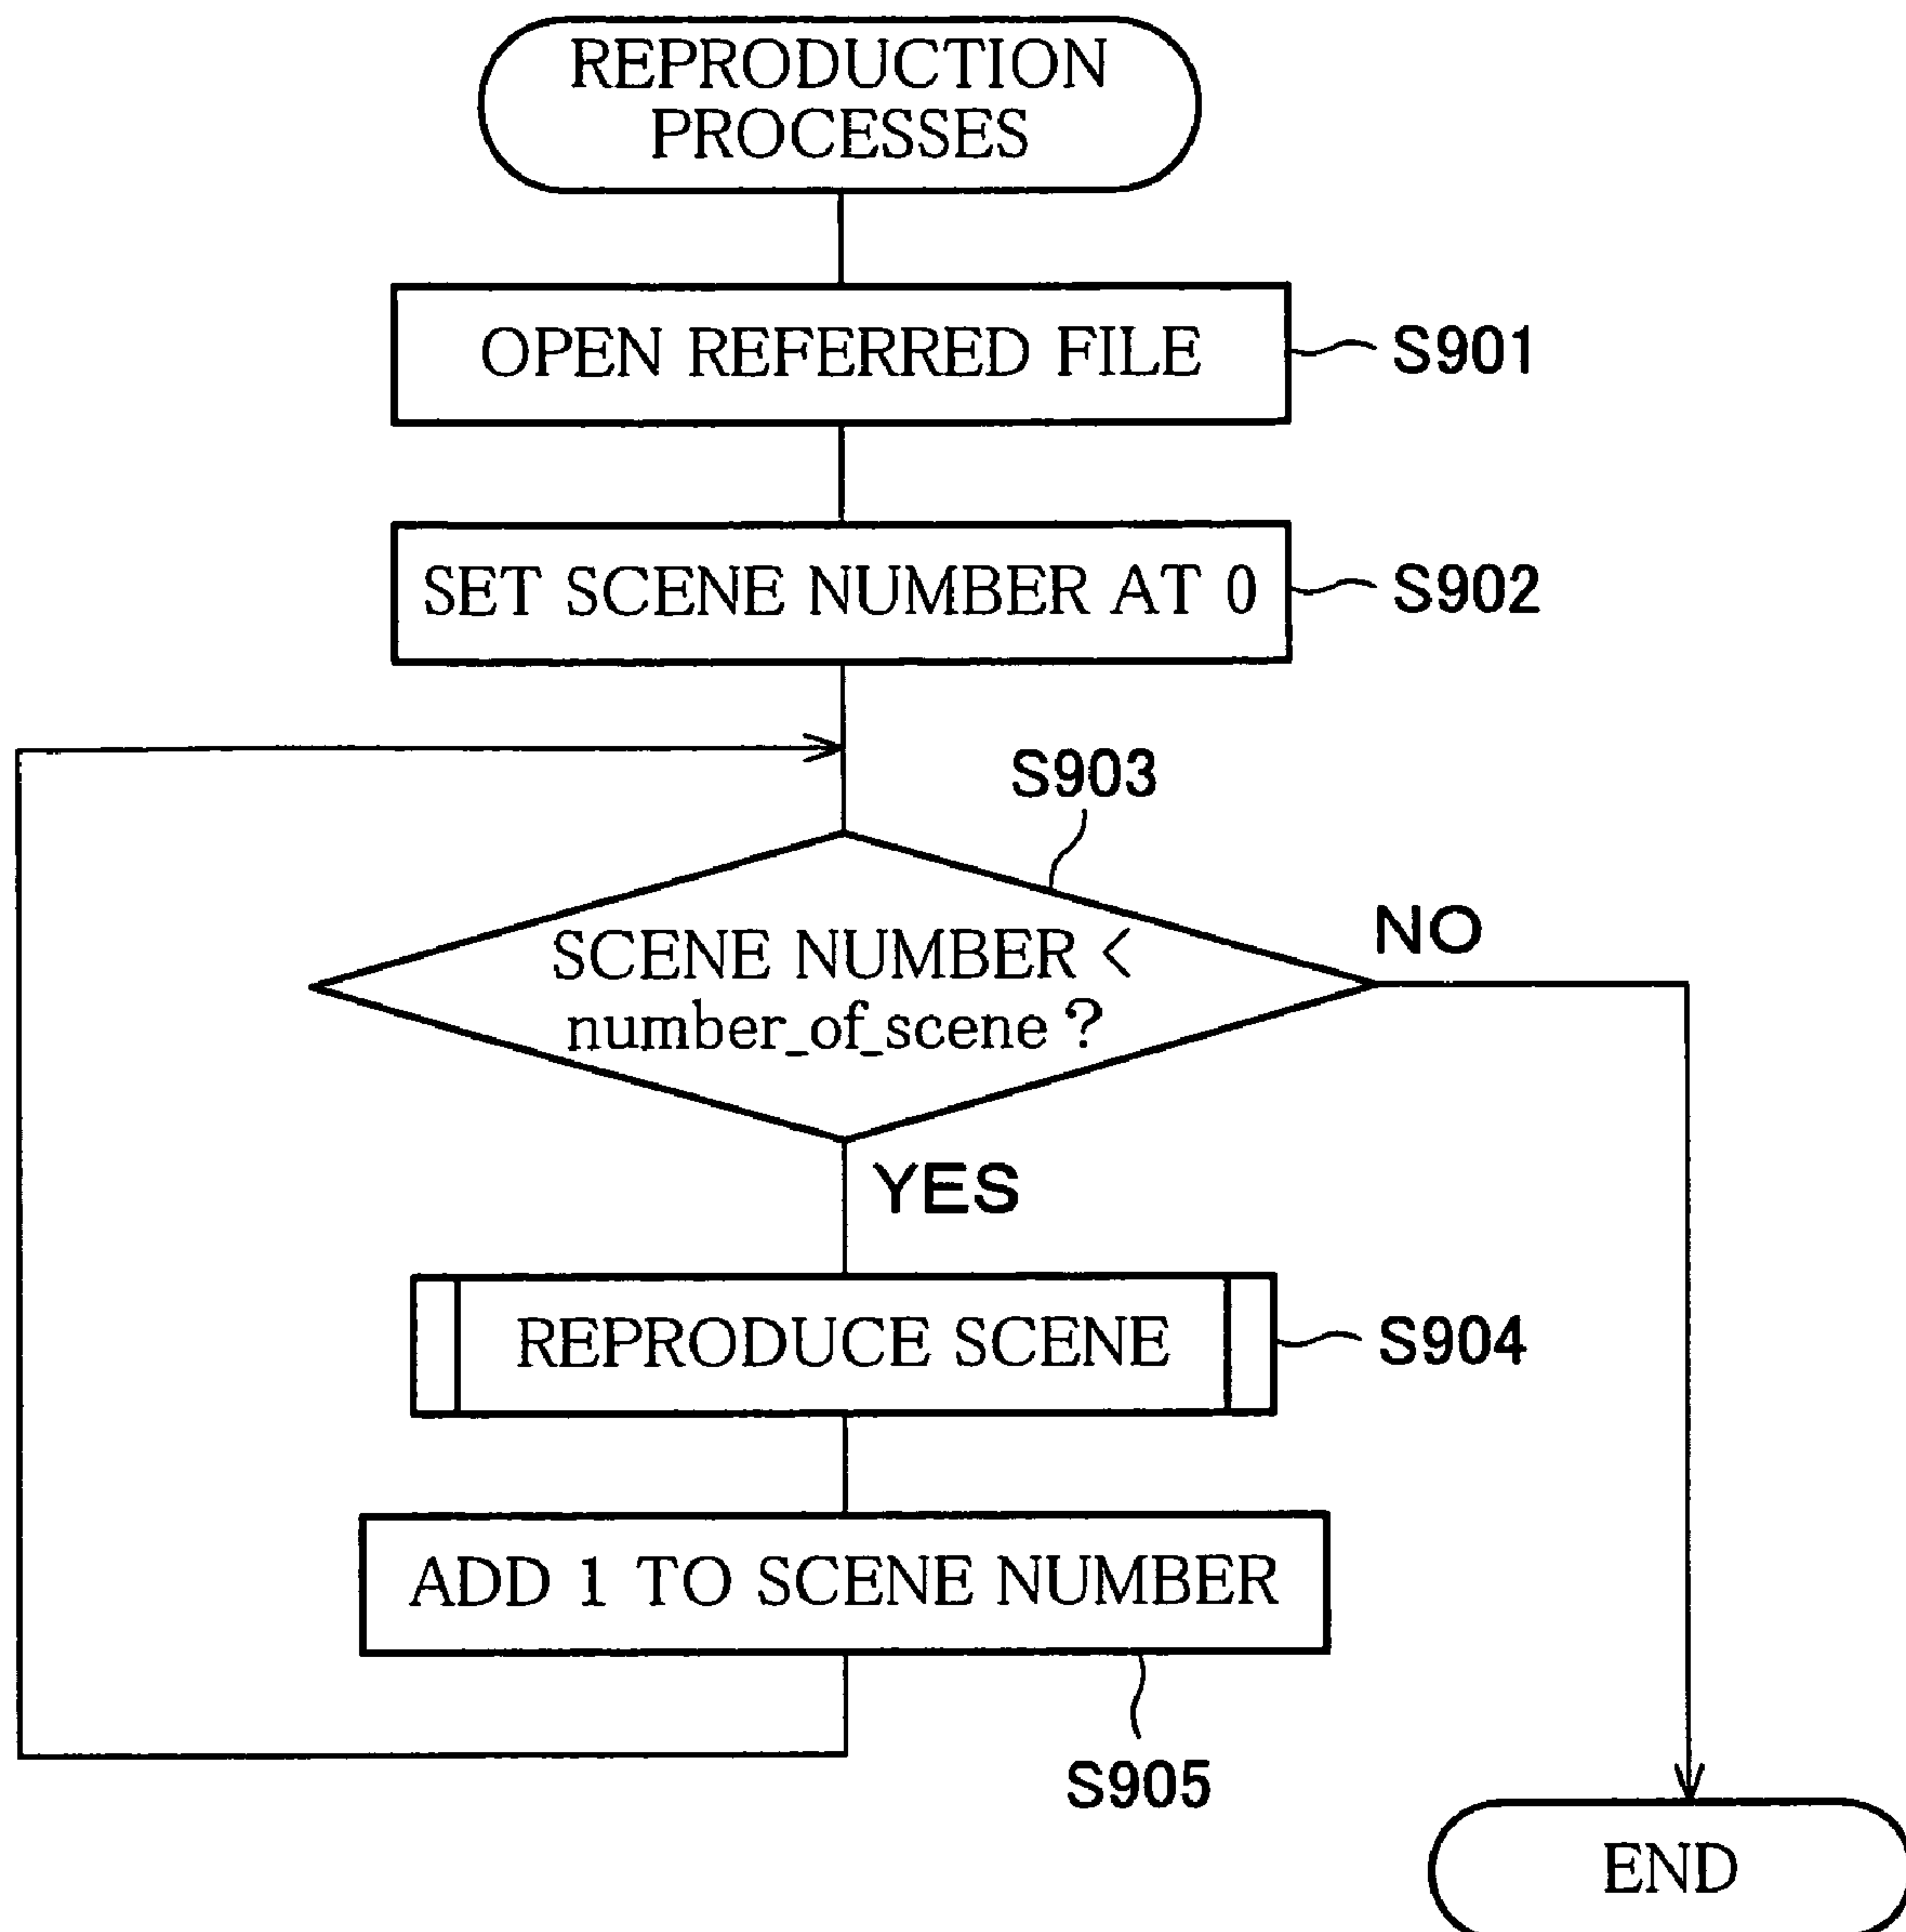 REPRODUCTION
PROCESSES
OPEN REFERRED FILE
S901
SET SCENE NUMBER AT 0
S902
S903
SCENE NUMBER <
number_of_scene ?
NO
YES
REPRODUCE SCENE
S904
ADD 1 TO SCENE NUMBER
S905
END